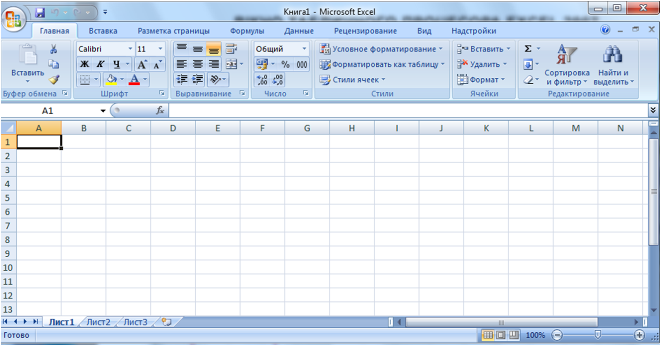 Книга1 - Microsoft Excel
Главная Вставка Разметка страницы Формулы Данные Рецензирование Вид Надстройки
Calibri 11 Общий Условное форматирование Вставить Σ
Вставить Ж К Ч A A % 000 Форматировать как таблицу Удалить Сортировка и фильтр Найти и выделить
A Стили ячеек Формат
Буфер обмена Шрифт Выравнивание Число Стили Ячейки Редактирование
A1 fx
A B C D E F G H I J K L M N
1
2
3
4
5
6
7
8
9
10
11
12
13
Лист1 Лист2 Лист3
Готово 100%